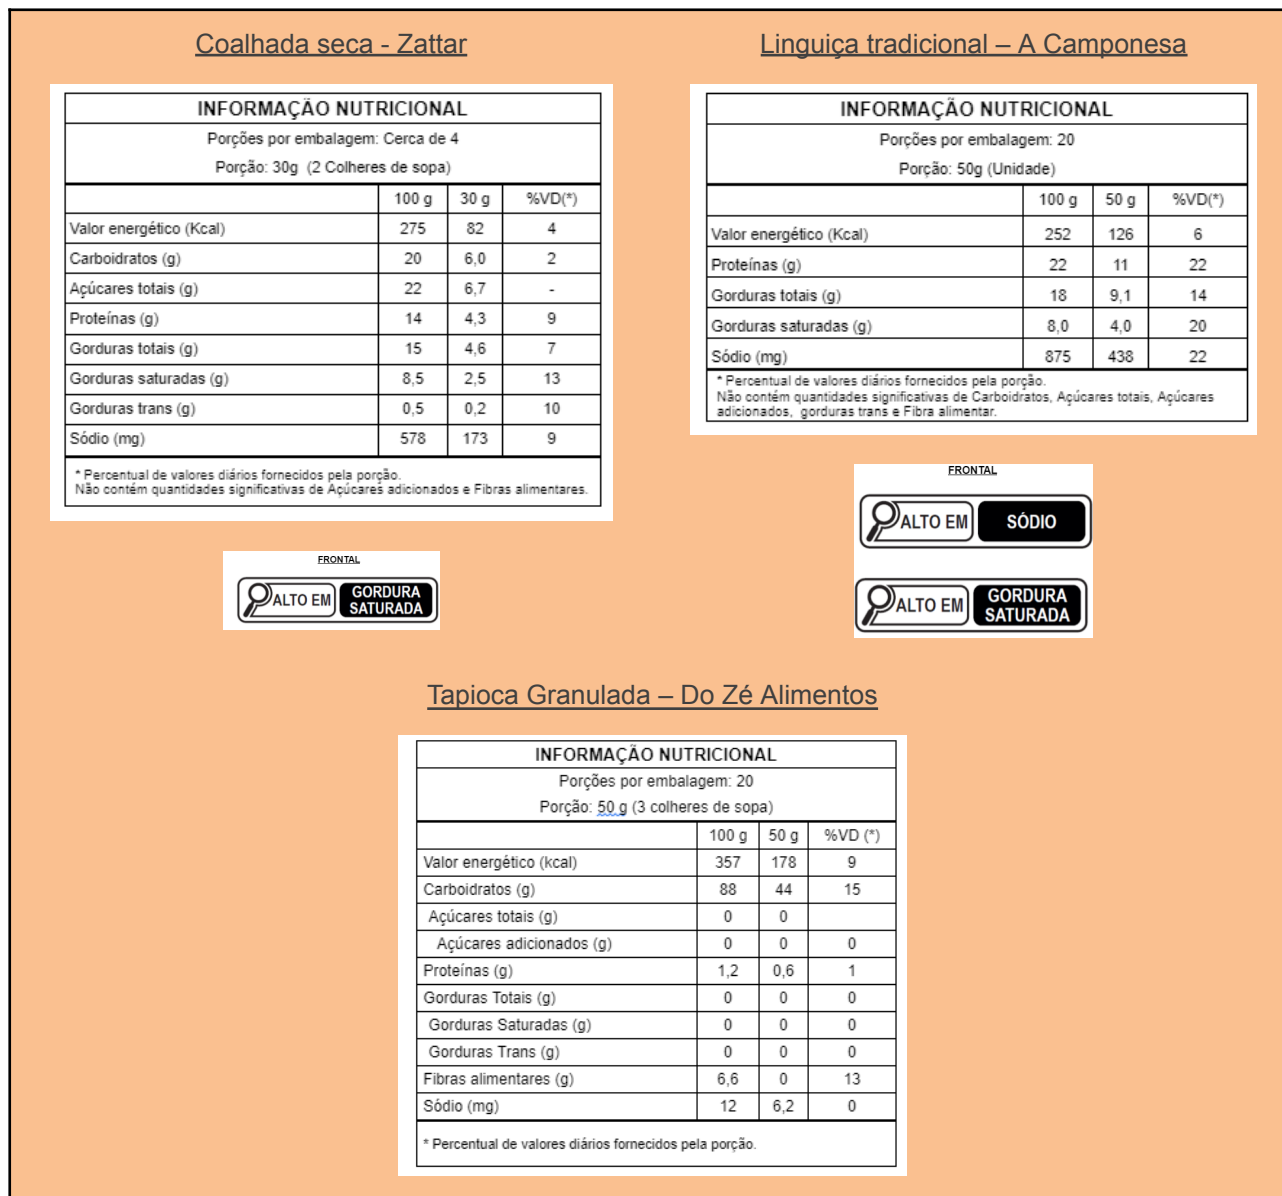 Coalhada seca - Zattar
INFORMAÇÃO NUTRICIONAL
Porções por embalagem: Cerca de 4
Porção: 30g (2 Colheres de sopa)
100 g 30 g %VD(*)
Valor energético (Kcal) 275 82 4
Carboidratos (g) 20 6,0 2
Açúcares totais (g) 22 6,7 -
Proteínas (g) 14 4,3 9
Gorduras totais (g) 15 4,6 7
Gorduras saturadas (g) 8,5 2,5 13
Gorduras trans (g) 0,5 0,2 10
Sódio (mg) 578 173 9
* Percentual de valores diários fornecidos pela porção.
Não contém quantidades significativas de Açúcares adicionados e Fibras alimentares.
FRONTAL
ALTO EM GORDURA
SATURADA
Linguiça tradicional – A Camponesa
INFORMAÇÃO NUTRICIONAL
Porções por embalagem: 20
Porção: 50g (Unidade)
100 g 50 g %VD(*)
Valor energético (Kcal) 252 126 6
Proteínas (g) 22 11 22
Gorduras totais (g) 18 9,1 14
Gorduras saturadas (g) 8,0 4,0 20
Sódio (mg) 875 438 22
* Percentual de valores diários fornecidos pela porção.
Não contém quantidades significativas de Carboidratos, Açúcares totais, Açúcares
adicionados, gorduras trans e Fibra alimentar.
FRONTAL
ALTO EM SÓDIO
ALTO EM GORDURA
SATURADA
Tapioca Granulada – Do Zé Alimentos
INFORMAÇÃO NUTRICIONAL
Porções por embalagem: 20
Porção: 50 g (3 colheres de sopa)
100 g 50 g %VD (*)
Valor energético (kcal) 357 178 9
Carboidratos (g) 88 44 15
Açúcares totais (g) 0 0
Açúcares adicionados (g) 0 0 0
Proteínas (g) 1,2 0,6 1
Gorduras Totais (g) 0 0 0
Gorduras Saturadas (g) 0 0 0
Gorduras Trans (g) 0 0 0
Fibras alimentares (g) 6,6 0 13
Sódio (mg) 12 6,2 0
* Percentual de valores diários fornecidos pela porção.